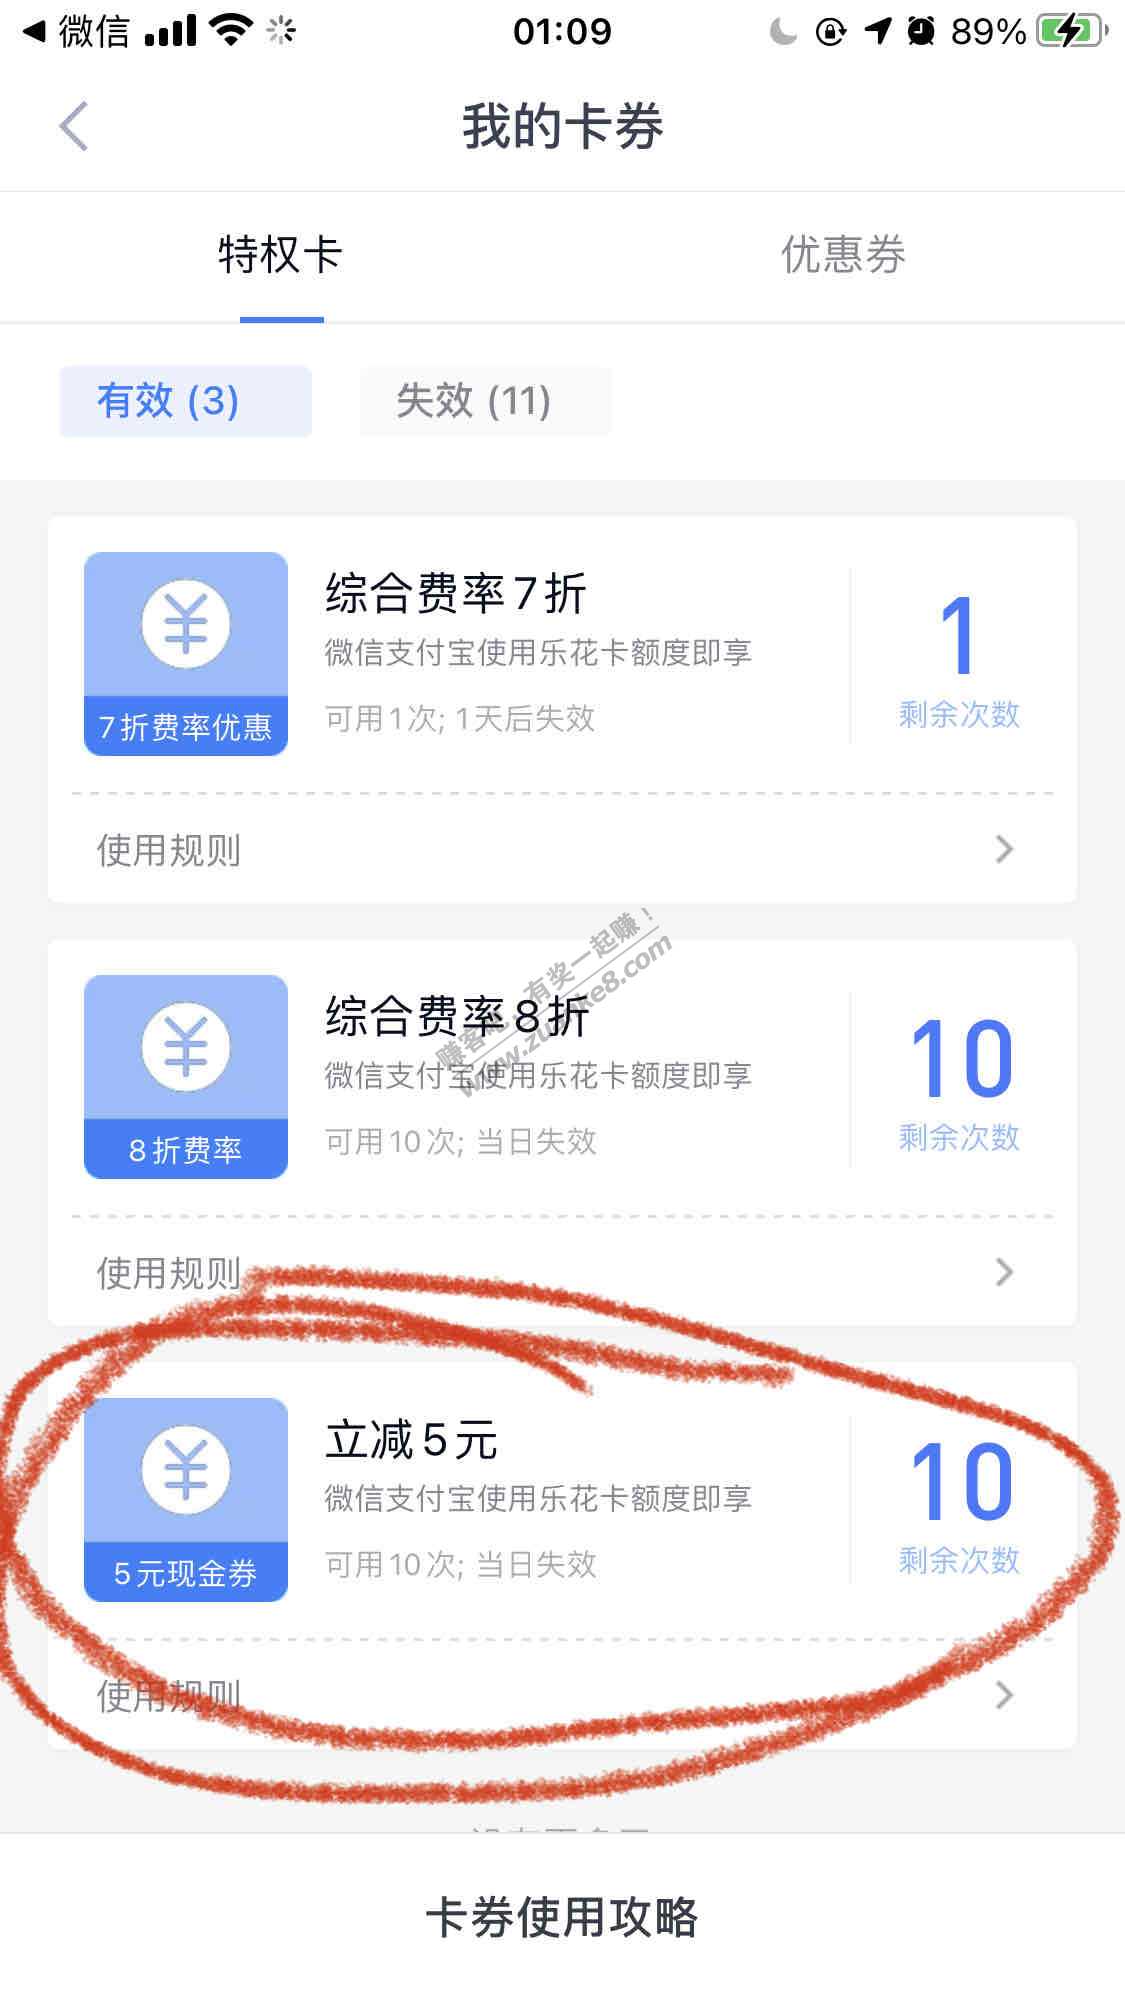 微信
01:09
89%
我的卡券
特权卡
优惠券
有效 (3)
失效 (11)
综合费率7折
微信支付宝使用乐花卡额度即享
可用1次; 1天后失效
7折费率优惠
1
剩余次数
使用规则
赚客吧，有奖一起赚！
www.zuanke8.com
综合费率8折
微信支付宝使用乐花卡额度即享
可用10次; 当日失效
8折费率
10
剩余次数
使用规则
立减5元
微信支付宝使用乐花卡额度即享
可用10次; 当日失效
5元现金券
10
剩余次数
使用规则
卡券使用攻略